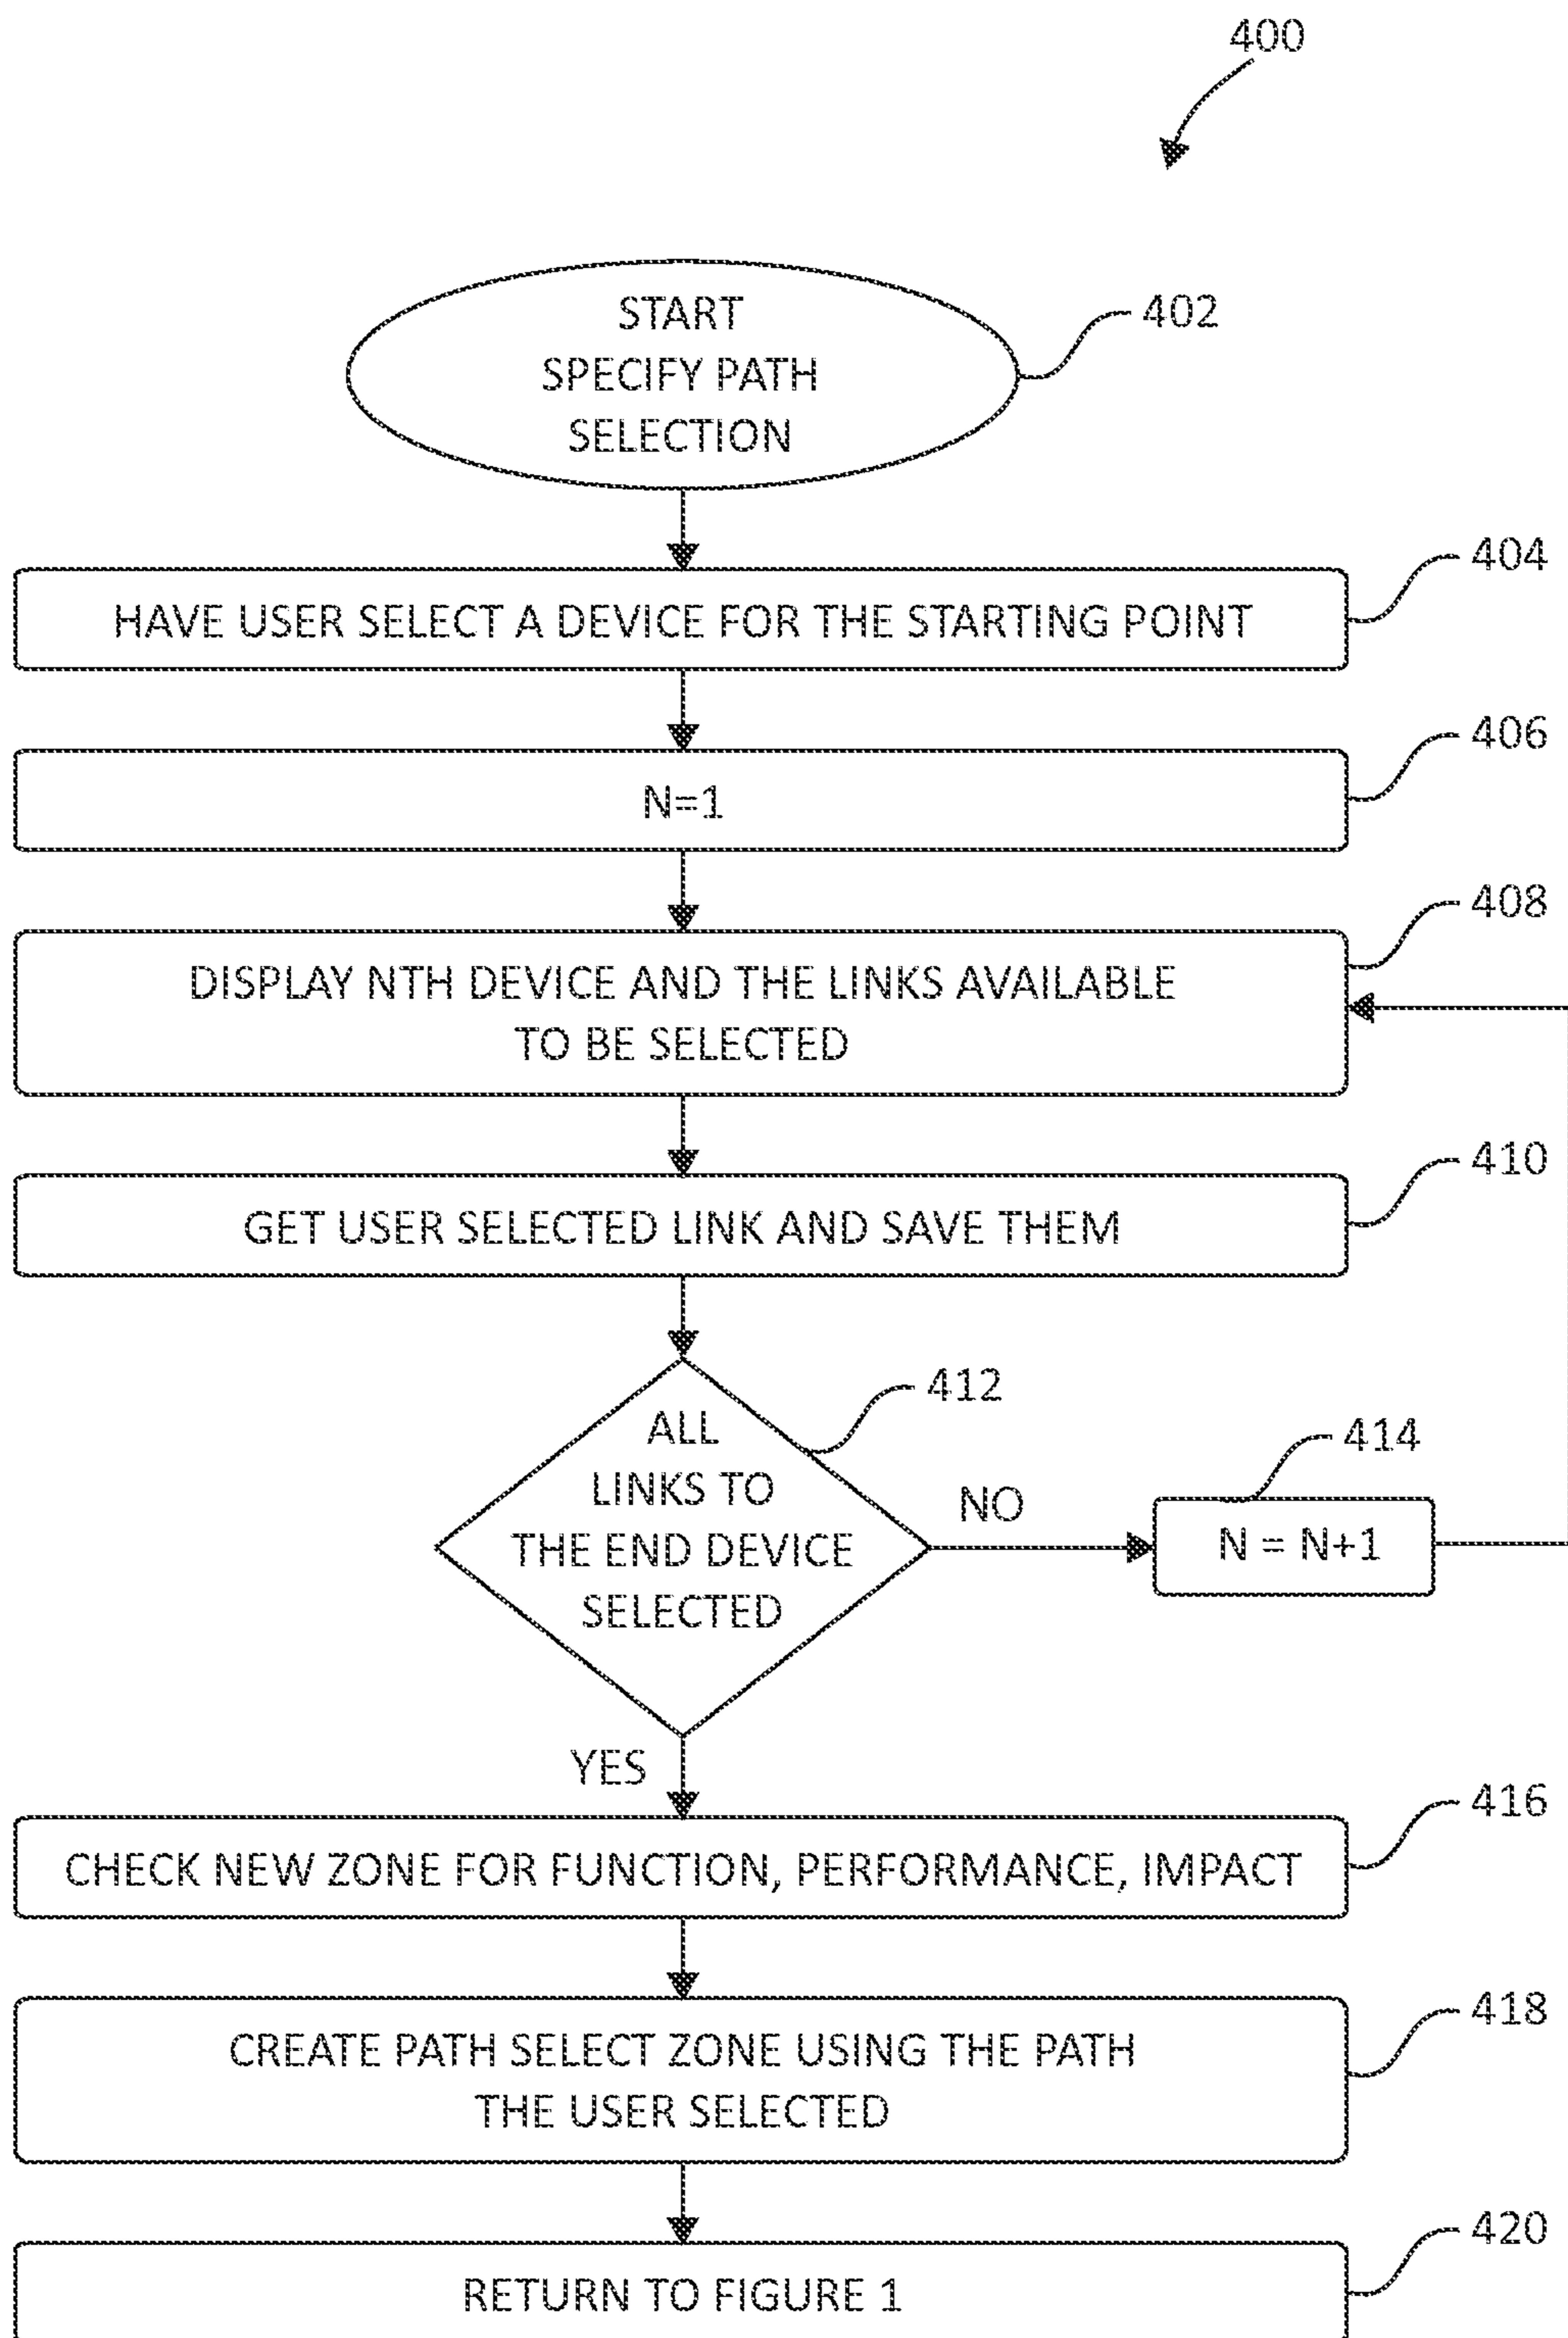 400
START
SPECIFY PATH
SELECTION
402
HAVE USER SELECT A DEVICE FOR THE STARTING POINT
404
N=1
406
DISPLAY NTH DEVICE AND THE LINKS AVAILABLE
TO BE SELECTED
408
GET USER SELECTED LINK AND SAVE THEM
410
ALL
LINKS TO
THE END DEVICE
SELECTED
412
NO
N = N+1
414
YES
CHECK NEW ZONE FOR FUNCTION, PERFORMANCE, IMPACT
416
CREATE PATH SELECT ZONE USING THE PATH
THE USER SELECTED
418
RETURN TO FIGURE 1
420